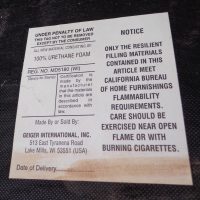 UNDER PENALTY OF LAW
THIS TAG NOT TO BE REMOVED
EXCEPT BY THE CONSUMER
ALL NEW MATERIAL CONSISTING OF
100% URETHANE FOAM
Certification is
made by the
manufacturer that
the materials in
this article are
described in
accordance with law.
Made by or Sold By:
GEIGER INTERNATIONAL, INC.
513 East Tyranena Road
Lake Mills, WI 53551 (USA)
Date of Delivery
NOTICE
ONLY THE RESILIENT
FILLING MATERIALS
CONTAINED IN THIS
ARTICLE MEET
CALIFORNIA BUREAU
OF HOME FURNISHINGS
FLAMMABILITY
REQUIREMENTS.
CARE SHOULD BE
EXERCISED NEAR OPEN
FLAME OR WITH
BURNING CIGARETTES.